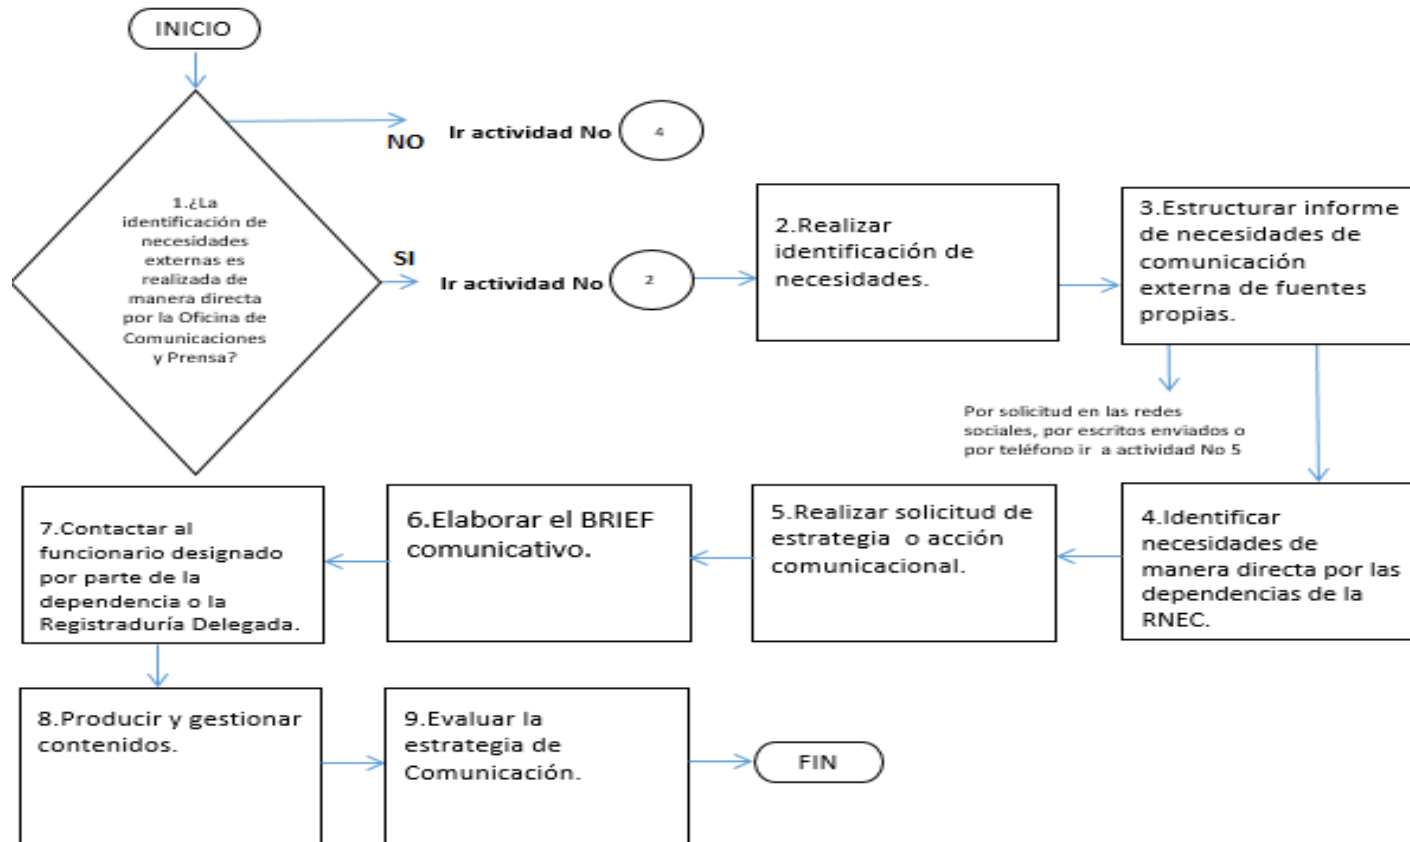 INICIO
NO
Ir actividad No
4
1.¿La
identificación de
necesidades
externas es
realizada de
manera directa
por la Oficina de
Comunicaciones
y Prensa?
SI
Ir actividad No
2
2.Realizar
identificación de
necesidades.
3.Estructurar informe
de necesidades de
comunicación
externa de fuentes
propias.
Por solicitud en las redes
sociales, por escritos enviados o
por teléfono ir a actividad No 5
4.Identificar
necesidades de
manera directa por las
dependencias de la
RNEC.
5.Realizar solicitud de
estrategia o acción
comunicacional.
6.Elaborar el BRIEF
comunicativo.
7.Contactar al
funcionario designado
por parte de la
dependencia o la
Registraduría Delegada.
8.Producir y gestionar
contenidos.
9.Evaluar la
estrategia de
Comunicación.
FIN